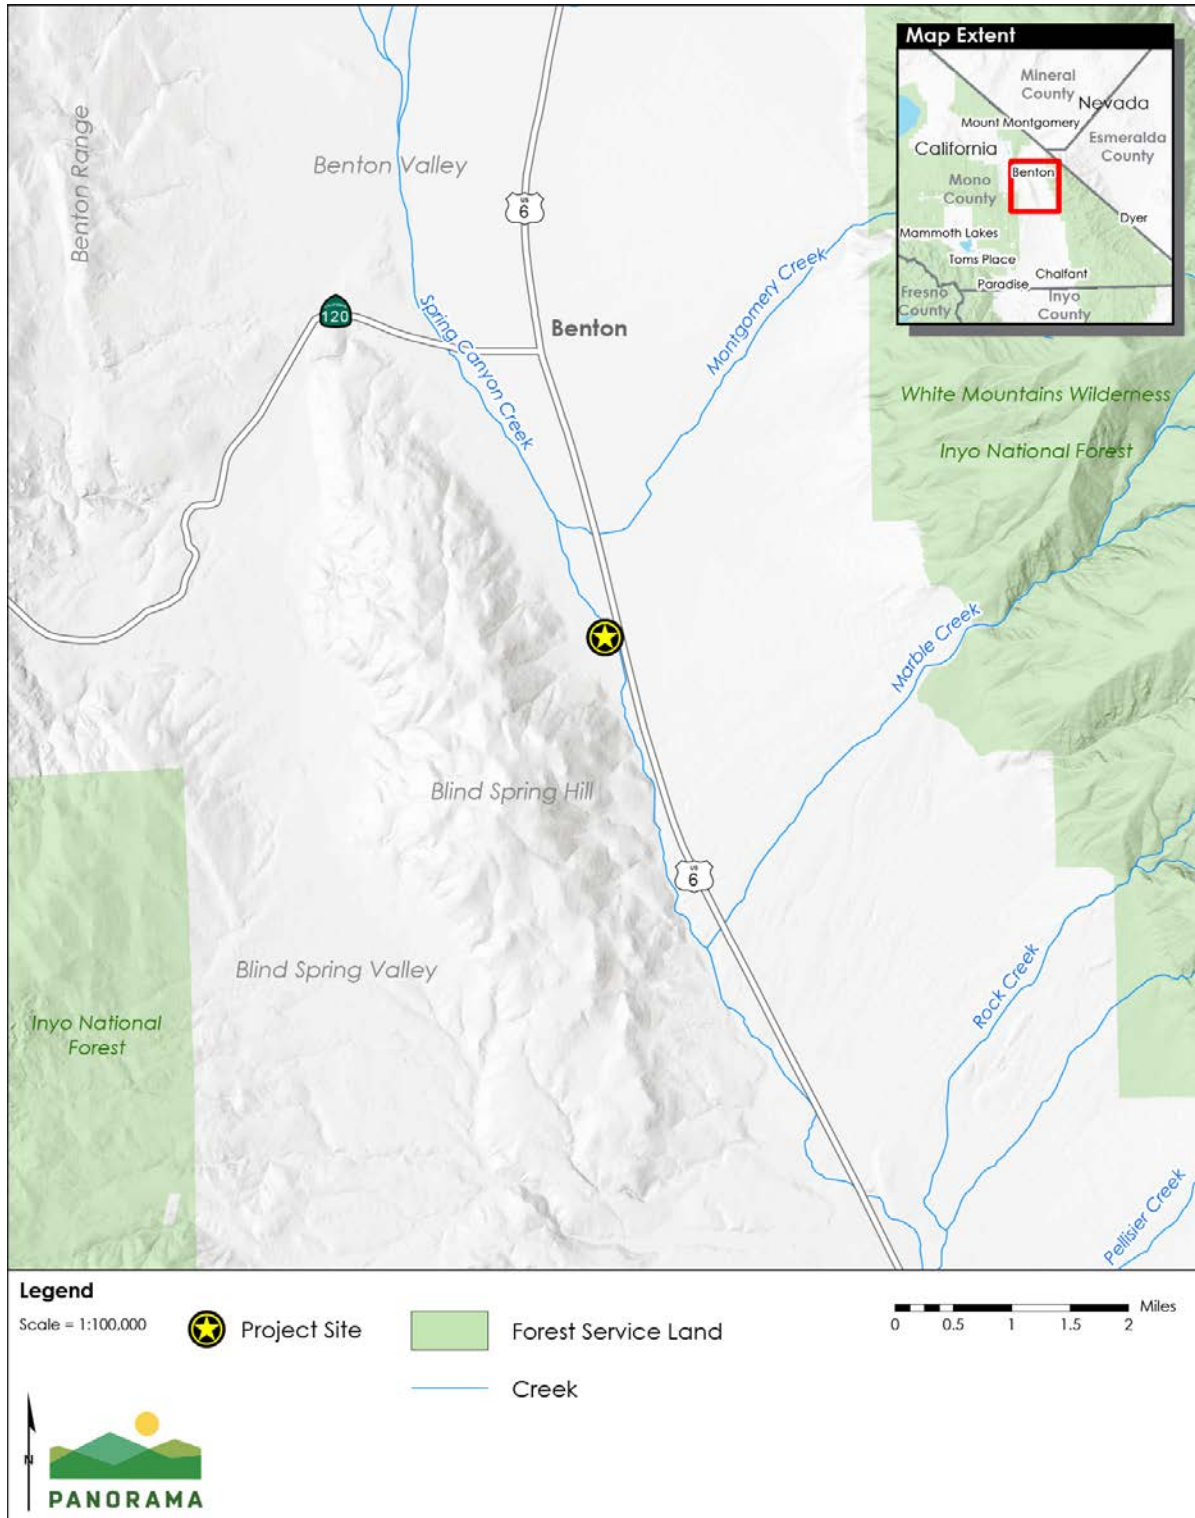 Map Extent
Mineral
County
Nevada
Mount Montgomery
Esmeralda
County
California
Benton
Mono
County
Dyer
Mammoth Lakes
Toms Place
Chalfant
Paradise
Fresno
County
Inyo
County
Benton Range
Benton Valley
US
6
120
Spring Canyon Creek
Benton
Montgomery Creek
White Mountains Wilderness
Inyo National Forest
Marble Creek
Blind Spring Hill
US
6
Blind Spring Valley
Rock Creek
Inyo National
Forest
Pellisier Creek
Legend
Scale = 1:100,000
Project Site
Forest Service Land
Creek
Miles
0 0.5 1 1.5 2
N
PANORAMA